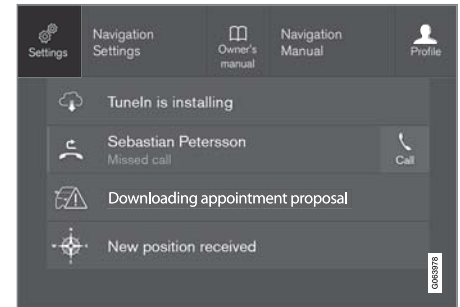 Settings
Navigation
Settings
Owner's
manual
Navigation
Manual
Profile
TuneIn is installing
Sebastian Petersson
Missed call
Call
Downloading appointment proposal
New position received
G063978